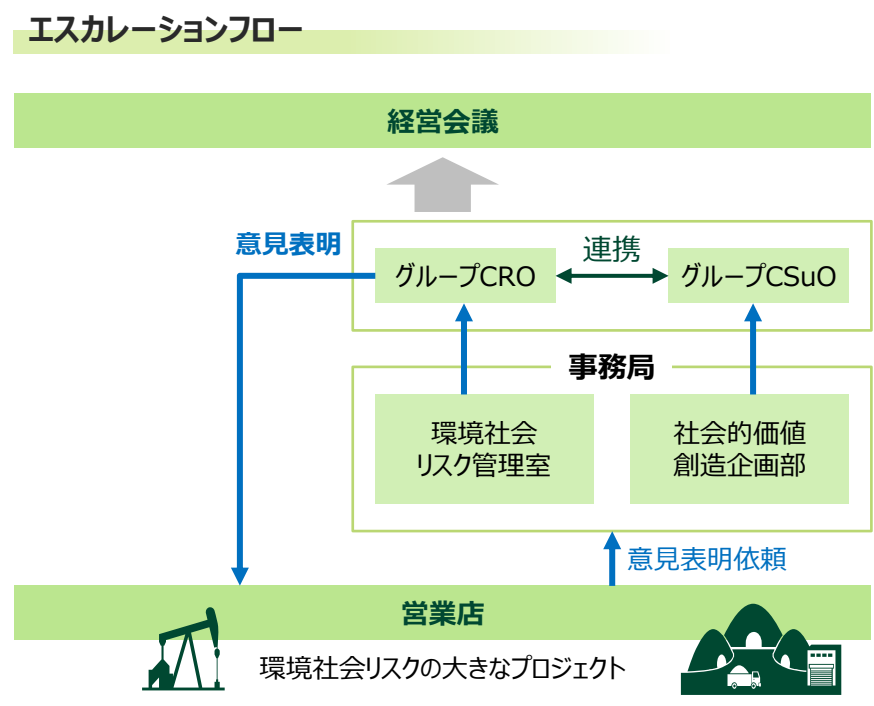 エスカレーションフロー
経営会議
意見表明
グループCRO
連携
グループCSuO
事務局
環境社会
リスク管理室
社会的価値
創造企画部
意見表明依頼
営業店
環境社会リスクの大きなプロジェクト